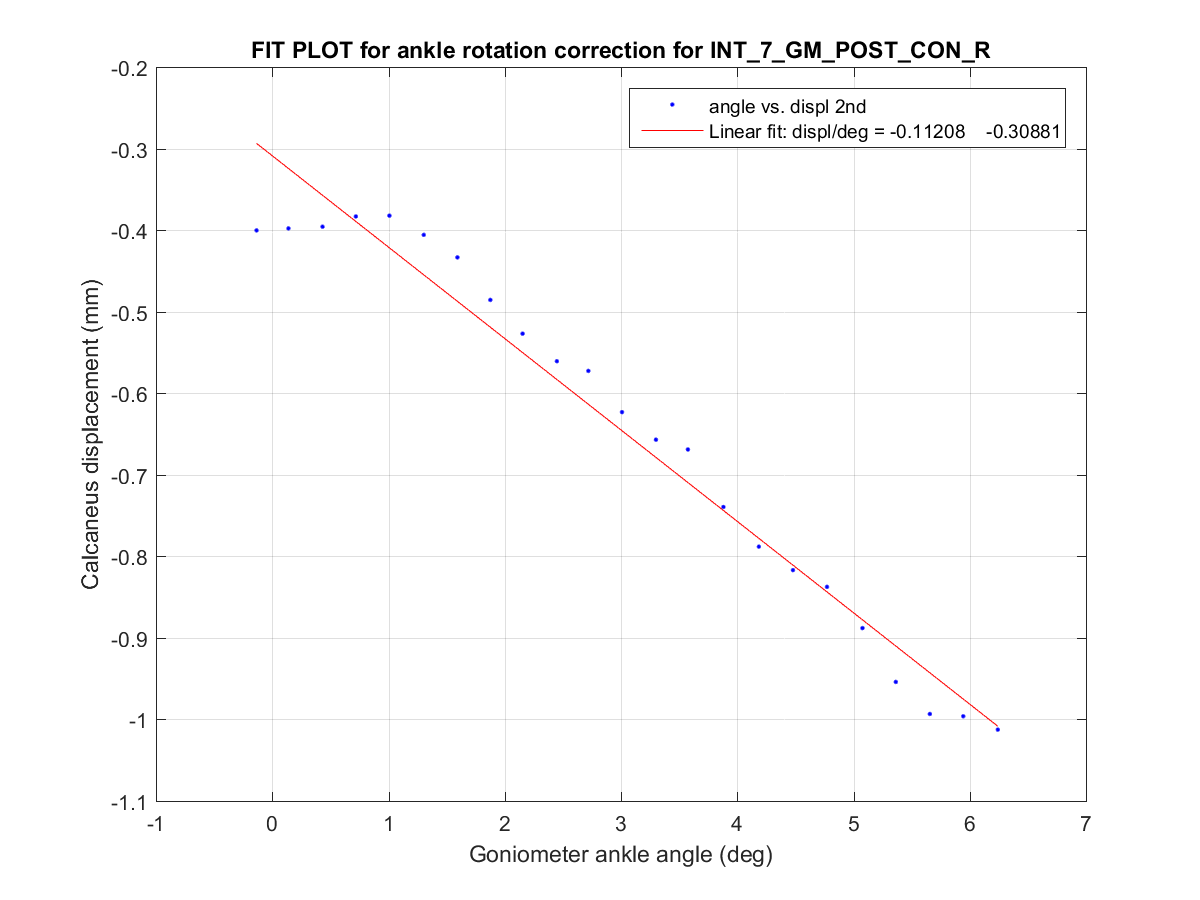 FIT PLOT for ankle rotation correction for INT_7_GM_POST_CON_R
angle vs. displ 2nd
Linear fit: displ/deg = -0.11208    -0.30881
-0.2
-0.3
-0.4
-0.5
-0.6
-0.7
-0.8
-0.9
-1
-1.1
Calcaneus displacement (mm)
-1 0 1 2 3 4 5 6 7
Goniometer ankle angle (deg)